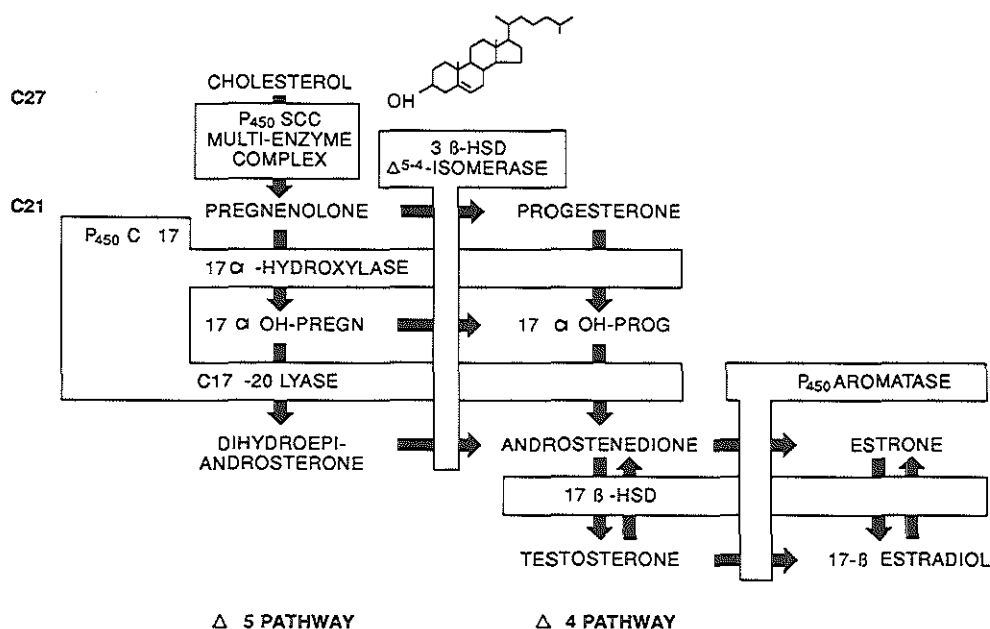 CHOLESTEROL
OH
C27
P450 SCC
MULTI-ENZYME
COMPLEX
3 ß-HSD
Δ5-4-ISOMERASE
C21
PREGNENOLONE
PROGESTERONE
P450 C 17
17 α -HYDROXYLASE
17 α OH-PREGN
17 α OH-PROG
C17 -20 LYASE
P450 AROMATASE
DIHYDROEPI-
ANDROSTERONE
ANDROSTENEDIONE
ESTRONE
17 ß -HSD
TESTOSTERONE
17-ß ESTRADIOL
Δ 5 PATHWAY
Δ 4 PATHWAY